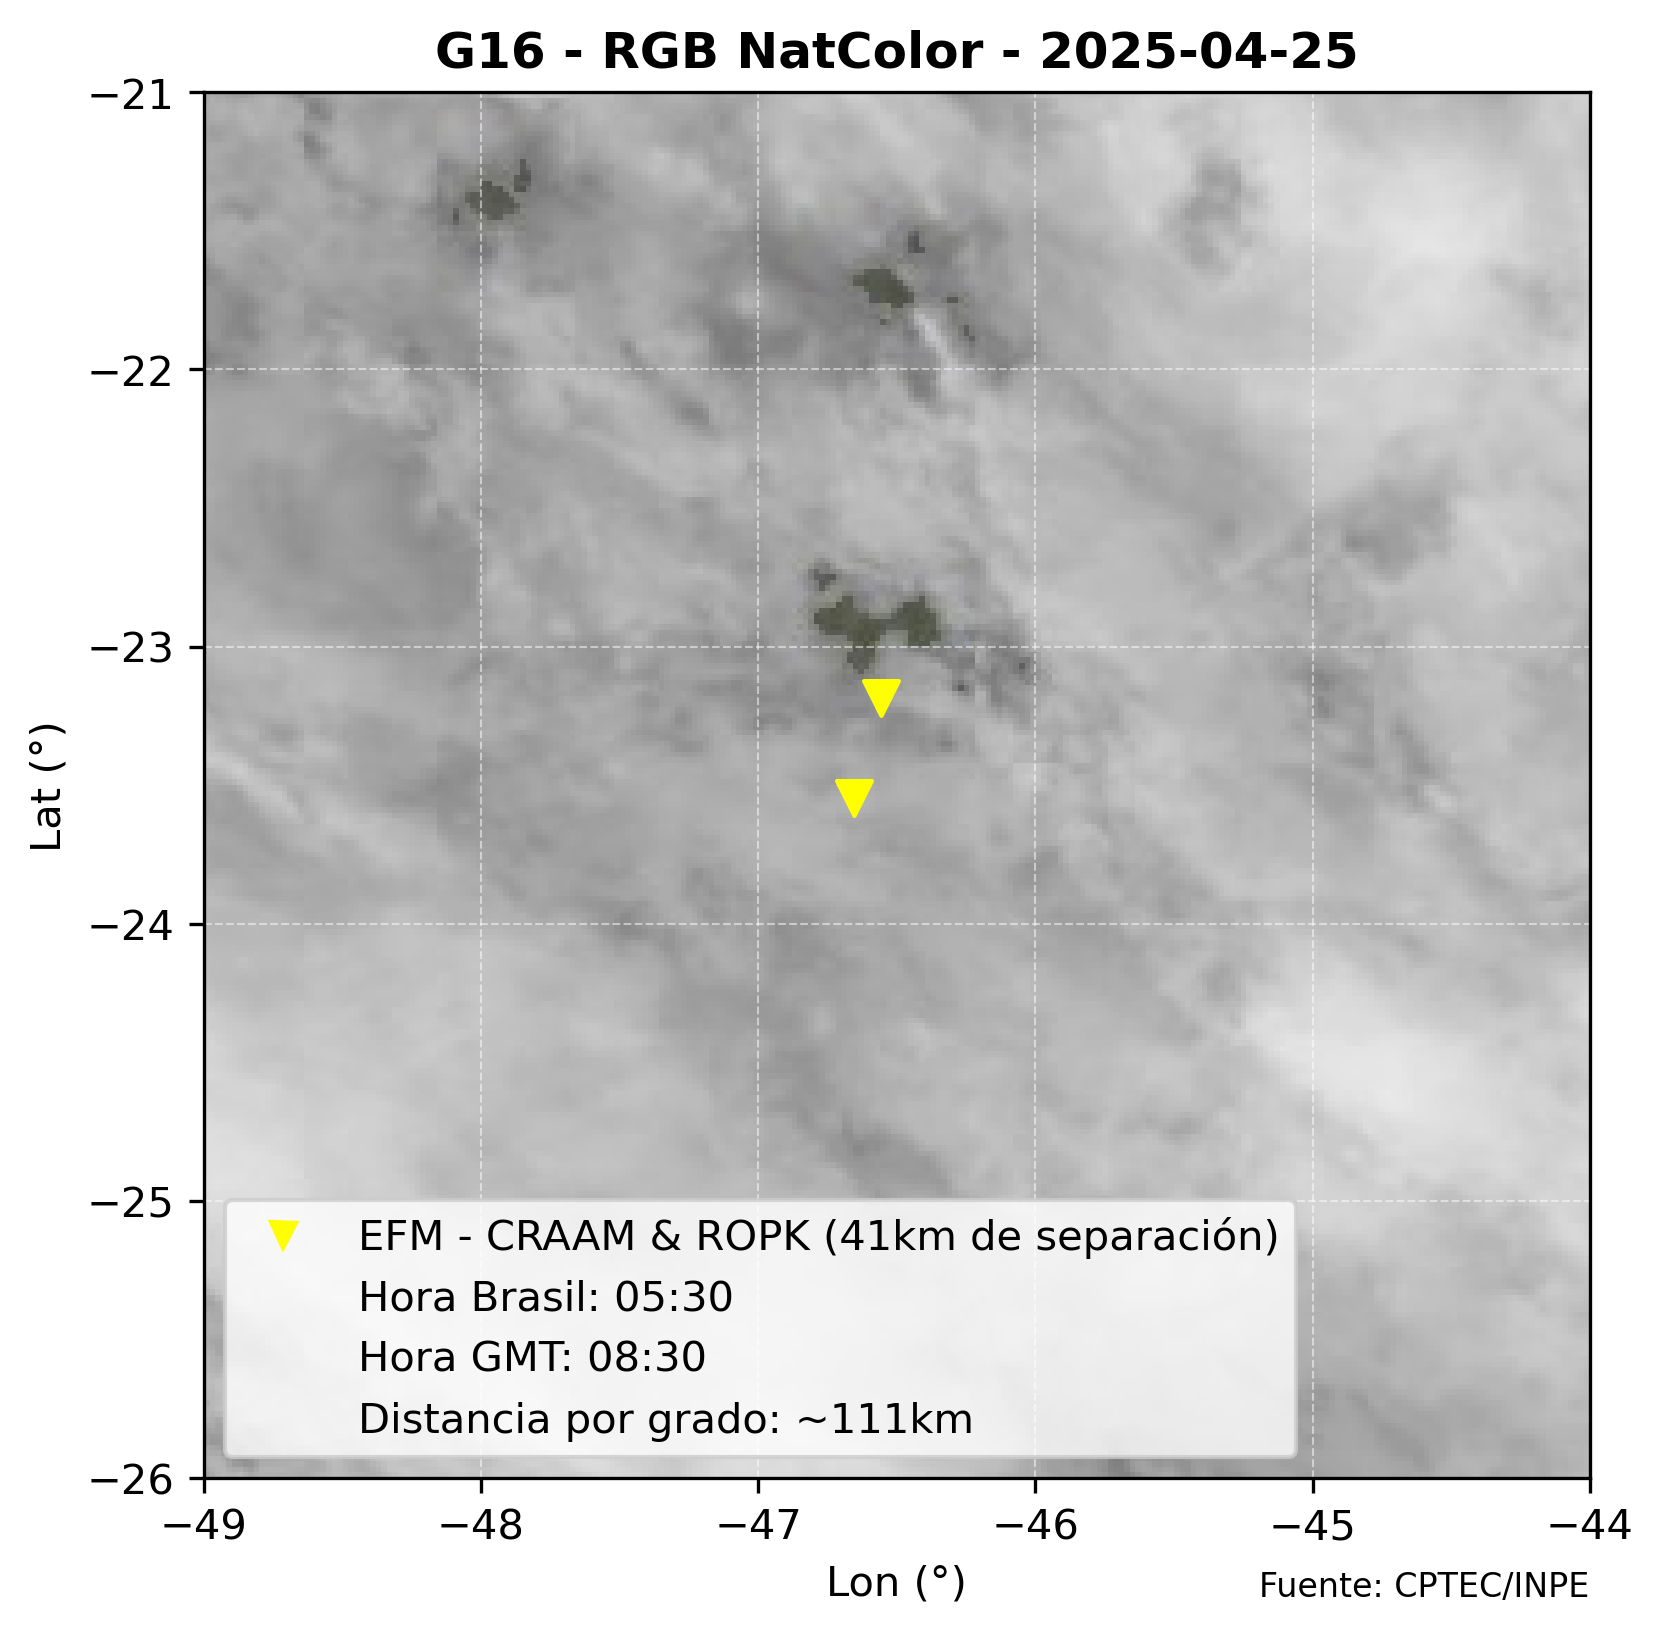 G16 - RGB NatColor - 2025-04-25
−21
−22
−23
−24
−25
−26
Lat (°)
EFM - CRAAM & ROPK (41km de separación)
Hora Brasil: 05:30
Hora GMT: 08:30
Distancia por grado: ~111km
−49 −48 −47 −46 −45 −44
Lon (°)
Fuente: CPTEC/INPE